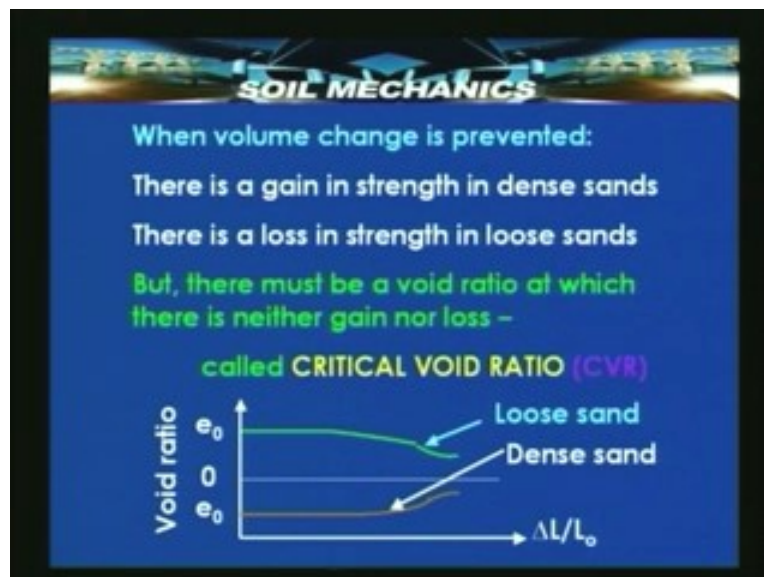 SOIL MECHANICS
When volume change is prevented:
There is a gain in strength in dense sands
There is a loss in strength in loose sands
But, there must be a void ratio at which
there is neither gain nor loss –
called CRITICAL VOID RATIO (CVR)
Void ratio
e₀
0
e₀
Loose sand
Dense sand
ΔL/Lₒ